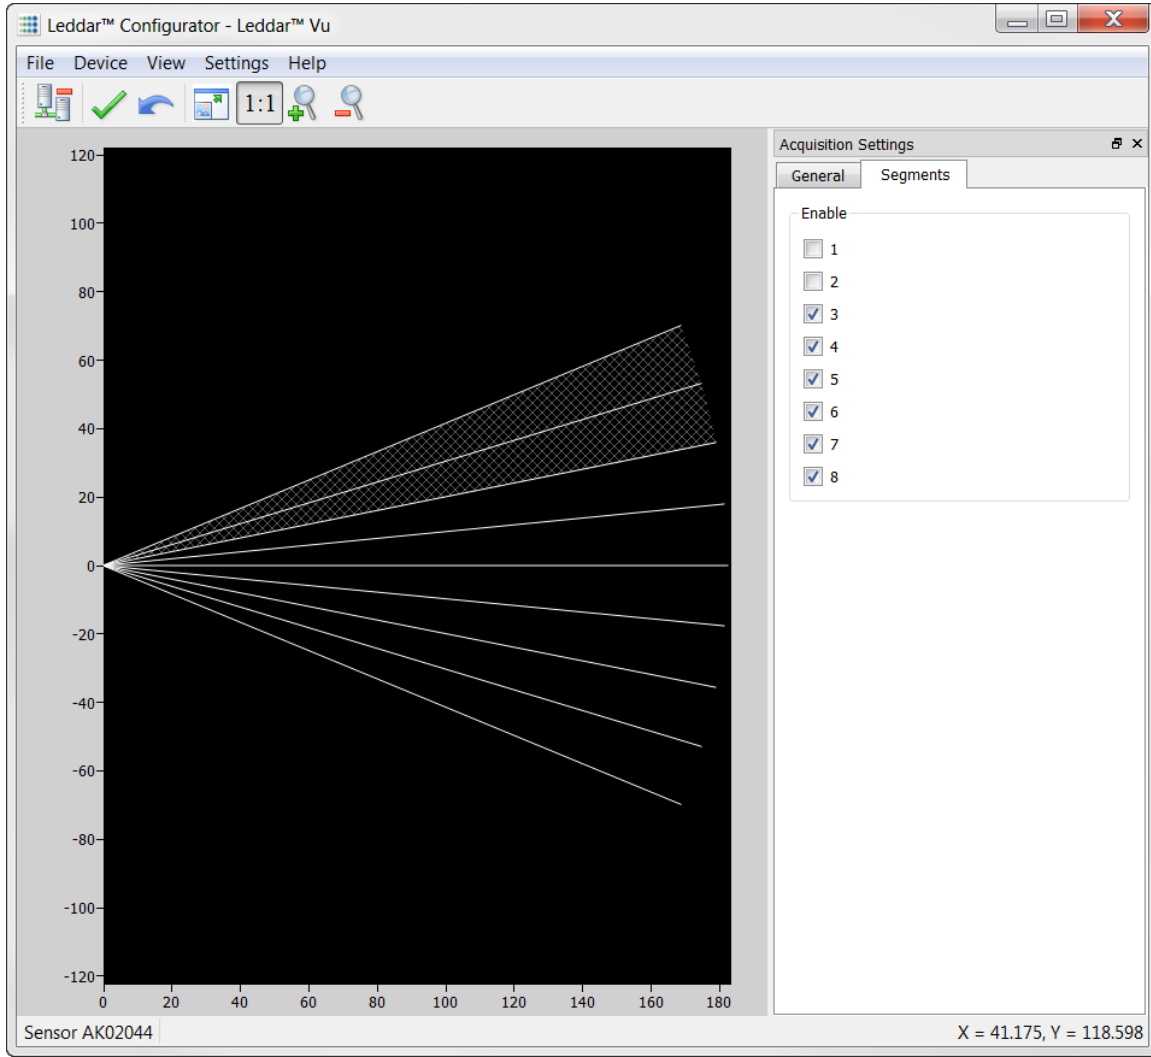 Leddar™ Configurator - Leddar™ Vu
File Device View Settings Help
1:1
Acquisition Settings
General Segments
Enable
1
2
3
4
5
6
7
8
120
100
80
60
40
20
0
-20
-40
-60
-80
-100
-120
0 20 40 60 80 100 120 140 160 180
Sensor AK02044
X = 41.175, Y = 118.598